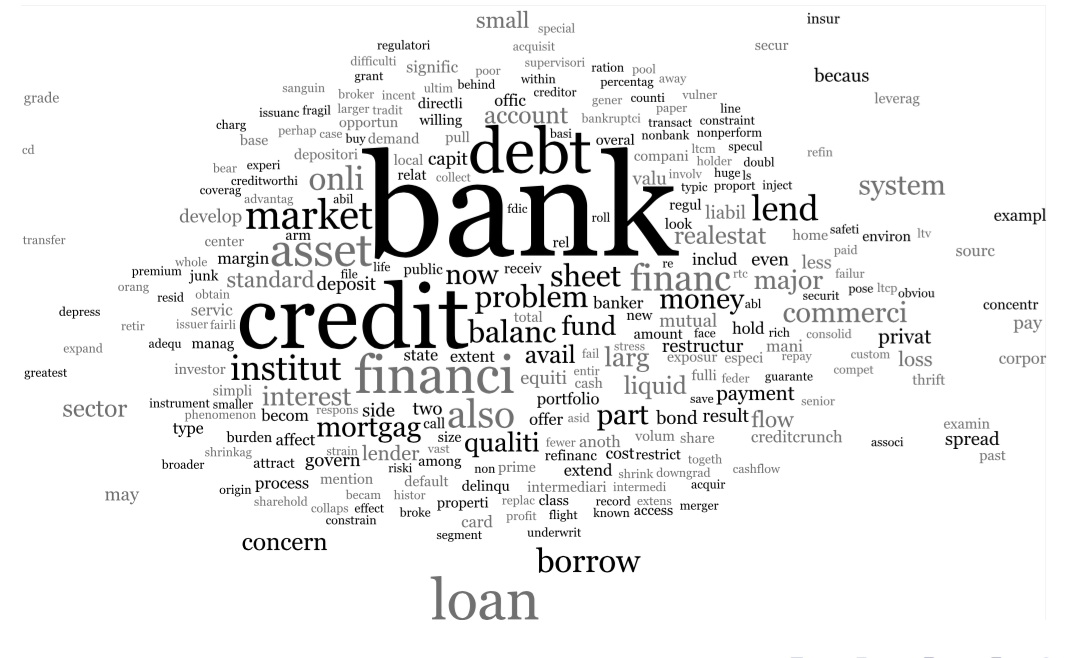 small special insur
regulatori acquisit secur
difficulti signific poor supervisori ration pool becaus
grant behind within percentag away
grade sanguin broker incent ultim directli offic creditor gener counti vulner leverag
issuanc fragil larger tradit willing account bankruptci paper line
charg perhap case opportun transact constraint
base buy demand pull debt basi overal nonbank nonperform
cd depositori local capit compani ltcm specul refin
bear experi relat collect holder doubl
creditworthi onli bank valu involv huge ls system
coverag advantag abil typic proport inject
develop market fdic roll regul liabil lend exampl
transfer center arm look realestat home safeti environ ltv
whole margin asset rel re includ even less paid sourc
premium junk file life public now receiv sheet financ rtc major failur
orang standard deposit problem banker money abl securit pose ltcp obviou
resid obtain
depress servic credit total new mutual commerci concentr
retir issuer fairli balanc fund amount face hold rich consolid privat pay
expand adequ manag state extent avail fail stress larg restructur mani
investor institut financi equiti entir exposur especi repay custom loss corpor
greatest simpli cash liquid fulli feder guarante compet thrift
sector instrument smaller interest portfolio save payment senior
phenomenon becom respons side two also offer asid part bond result flow examin
type burden affect mortgag call size qualiti fewer anoth volum share creditcrunch associ spread
shrinkag strain lender vast refinanc cost restrict past
broader attract govern riski among non prime extend shrink downgrad togeth cashflow
may origin process mention default delinqu intermediari intermedi acquir
sharehold becam histor properti replac class record extens merger
collaps effect broke card profit flight known access
constrain segment underwrit
concern borrow
loan